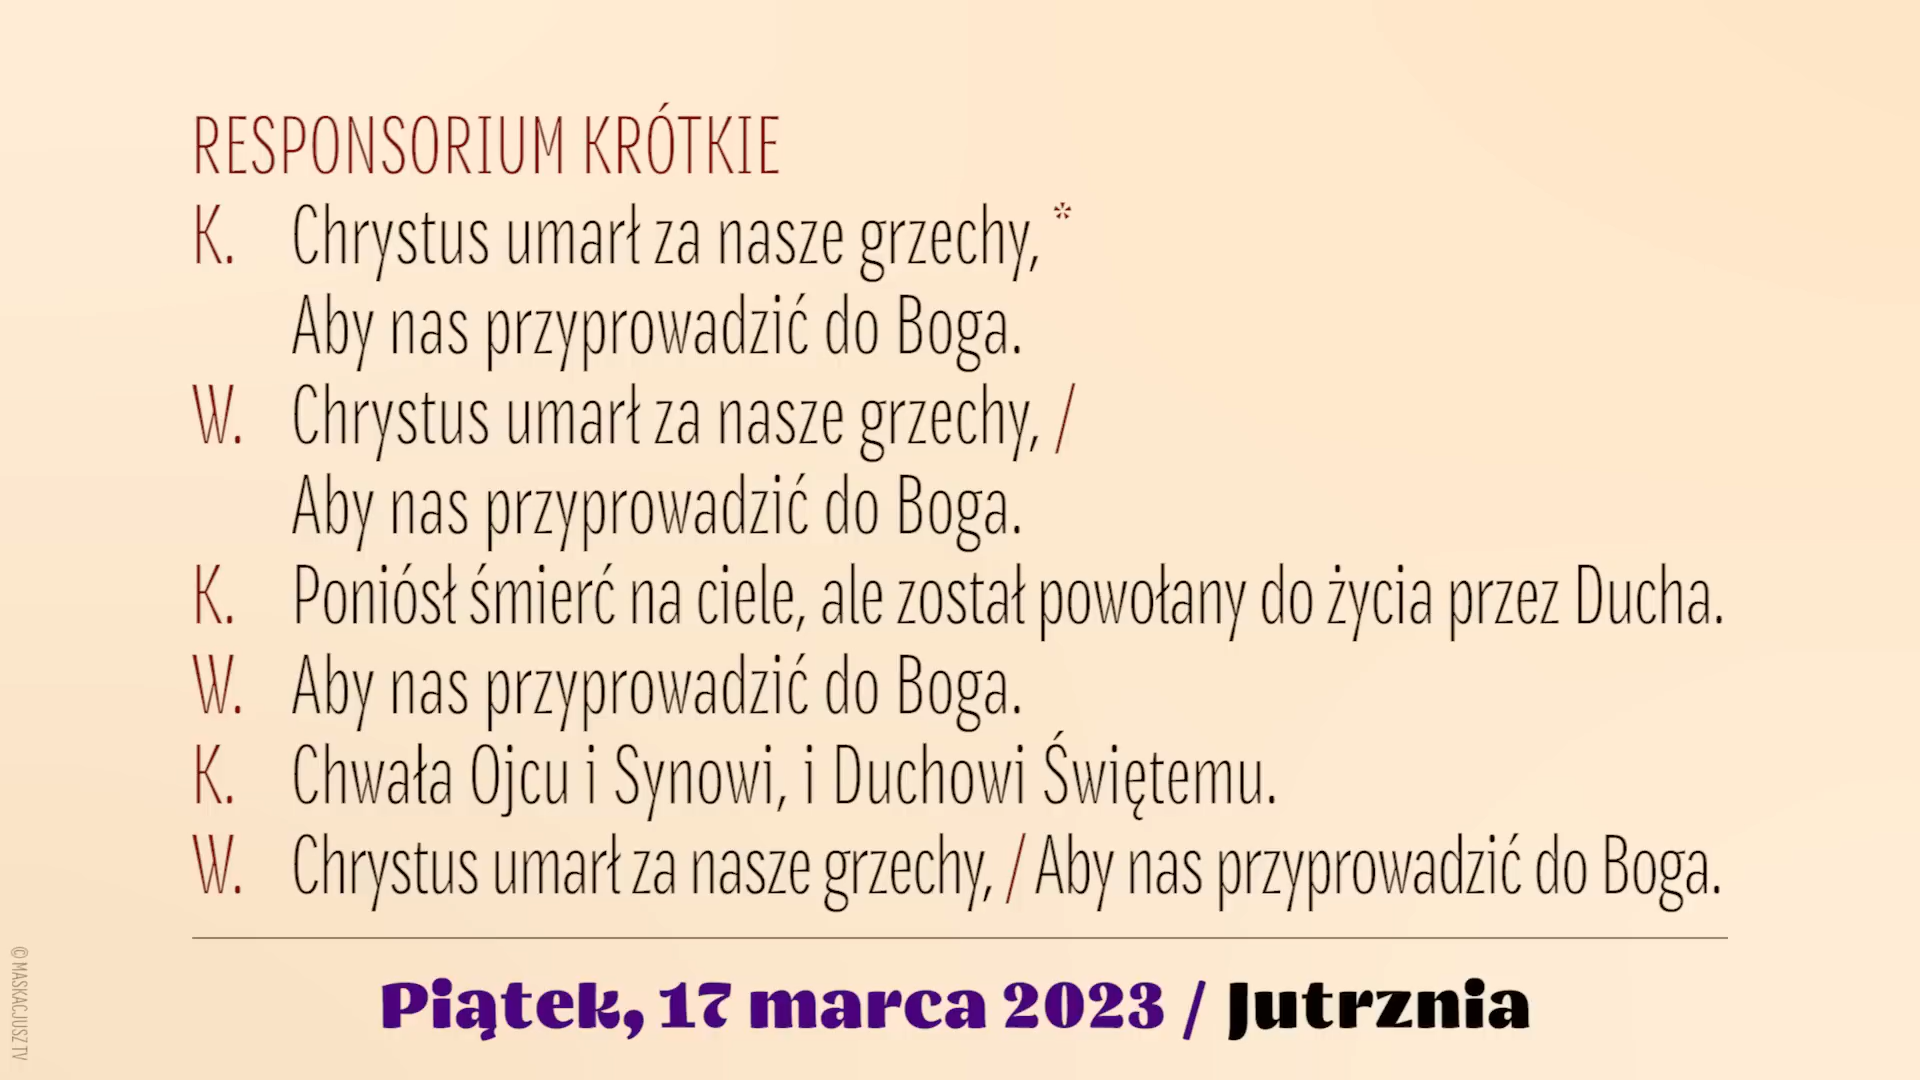 RESPONSORIUM KRÓTKIE
K. Chrystus umarł za nasze grzechy, *
Aby nas przyprowadzić do Boga.
W. Chrystus umarł za nasze grzechy, /
Aby nas przyprowadzić do Boga.
K. Poniósł śmierć na ciele, ale został powołany do życia przez Ducha.
W. Aby nas przyprowadzić do Boga.
K. Chwała Ojcu i Synowi, i Duchowi Świętemu.
W. Chrystus umarł za nasze grzechy, / Aby nas przyprowadzić do Boga.
Piątek, 17 marca 2023 / Jutrznia
© MASKACJUSZ TV